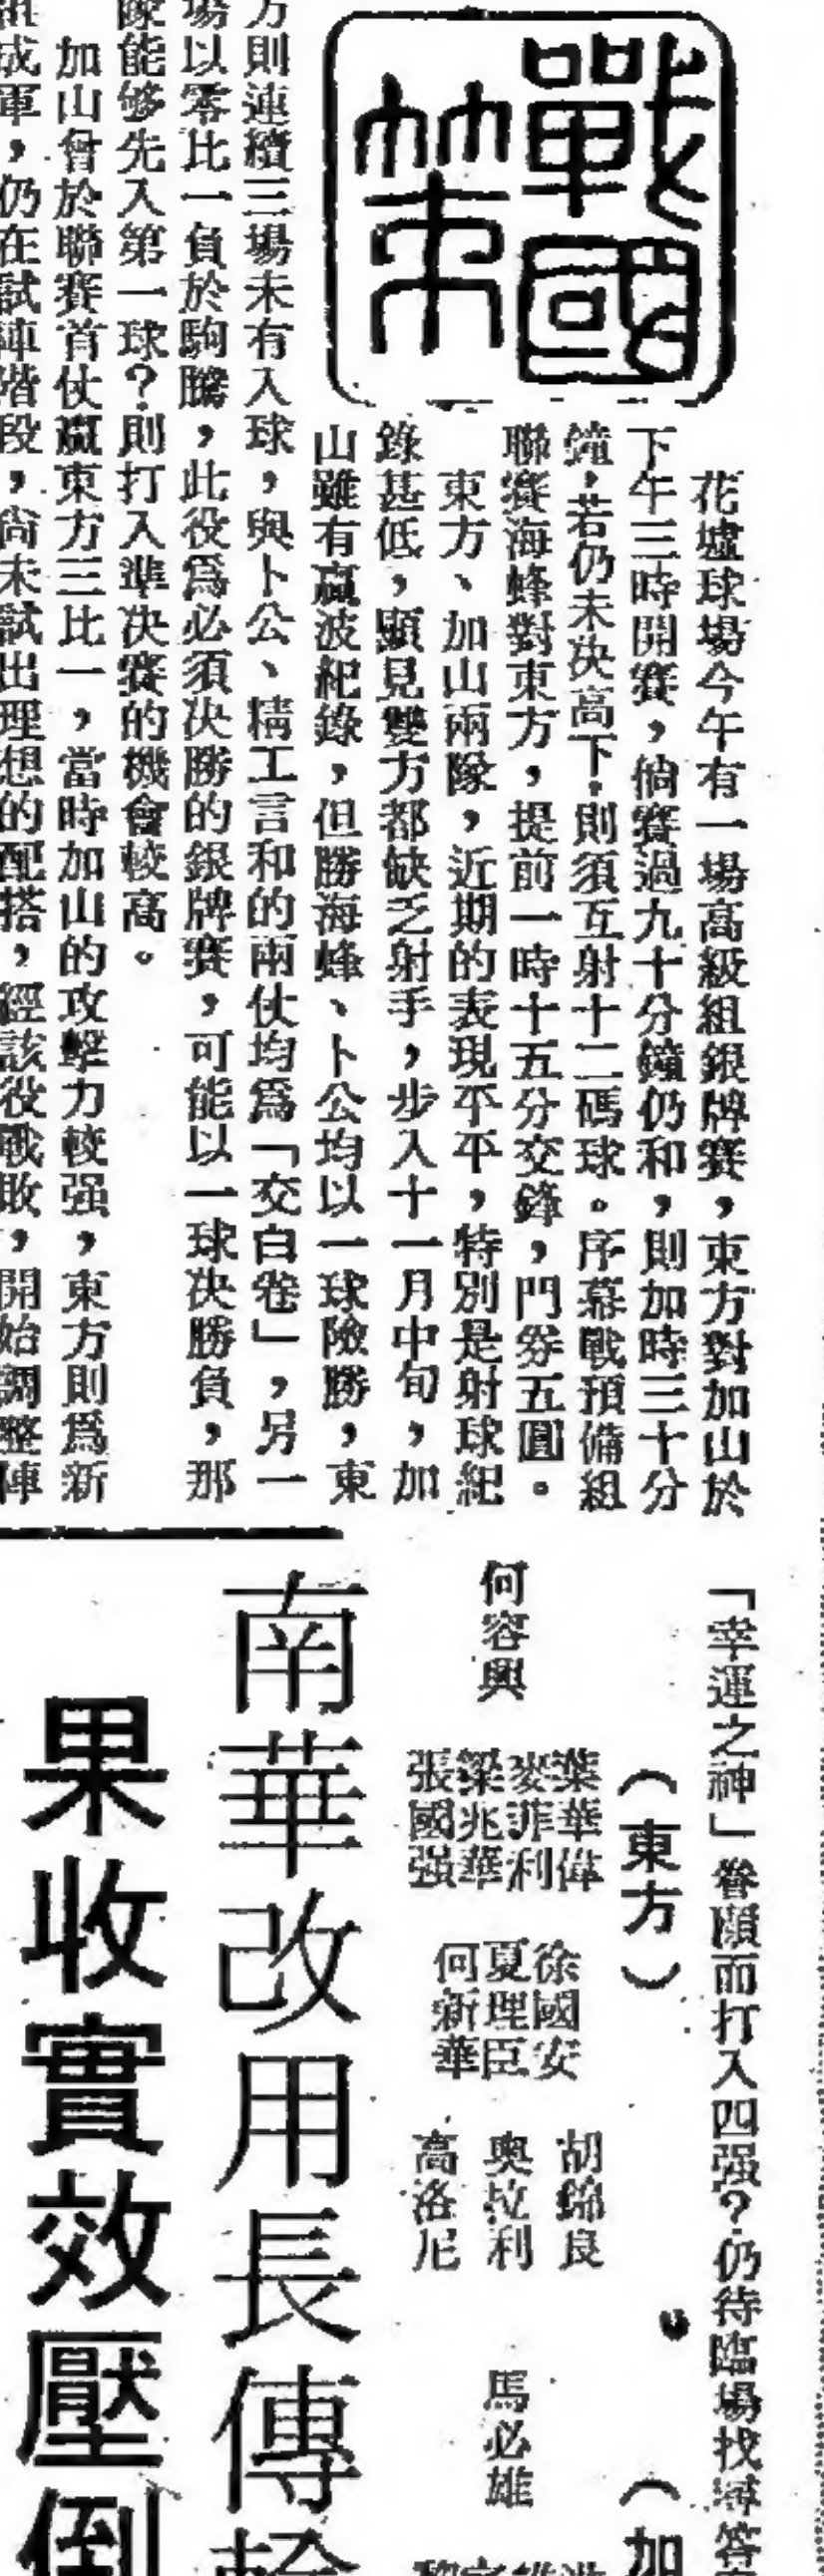 戰國策
花墟球場今午有一場高級組銀牌賽，東方對加山於
下午三時開賽，倘賽過九十分鐘仍和，則加時三十分
鐘，若仍未決高下，則須互射十二碼球。序幕戰預備組
聯賽海蜂對東方，提前一時十五分交鋒，門券五圓。
東方、加山兩隊，近期的表現平平，特別是射球紀
錄甚低，顯見雙方都缺乏射手，步入十一月中旬，加
山雖有贏波紀錄，但勝海蜂、卜公均以一球險勝，東
方則連續三場未有入球，與卜公、精工言和的兩仗均爲「交白卷」，另一
場以零比一負於駒騰，此役爲必須决勝的銀牌賽，可能以一球決勝負，那
隊能够先入第一球？則打入準决賽的機會較高。
加山曾於聯賽首仗贏東方三比一，當時加山的攻擊力較强，東方則爲新
組成軍，仍在試陣階段，尚未試出理想的配搭，經該役戰敗，開始調整陣
「幸運之神」眷顧而打入四强？仍待臨場找尋答
（東方）
何容興
葉華偉
麥菲利
梁兆華
張國强
徐國安
夏理臣
何新華
胡錦良
奥拉利
高洛尼
馬必雄
（加
南華改用長傳
果收實效壓倒